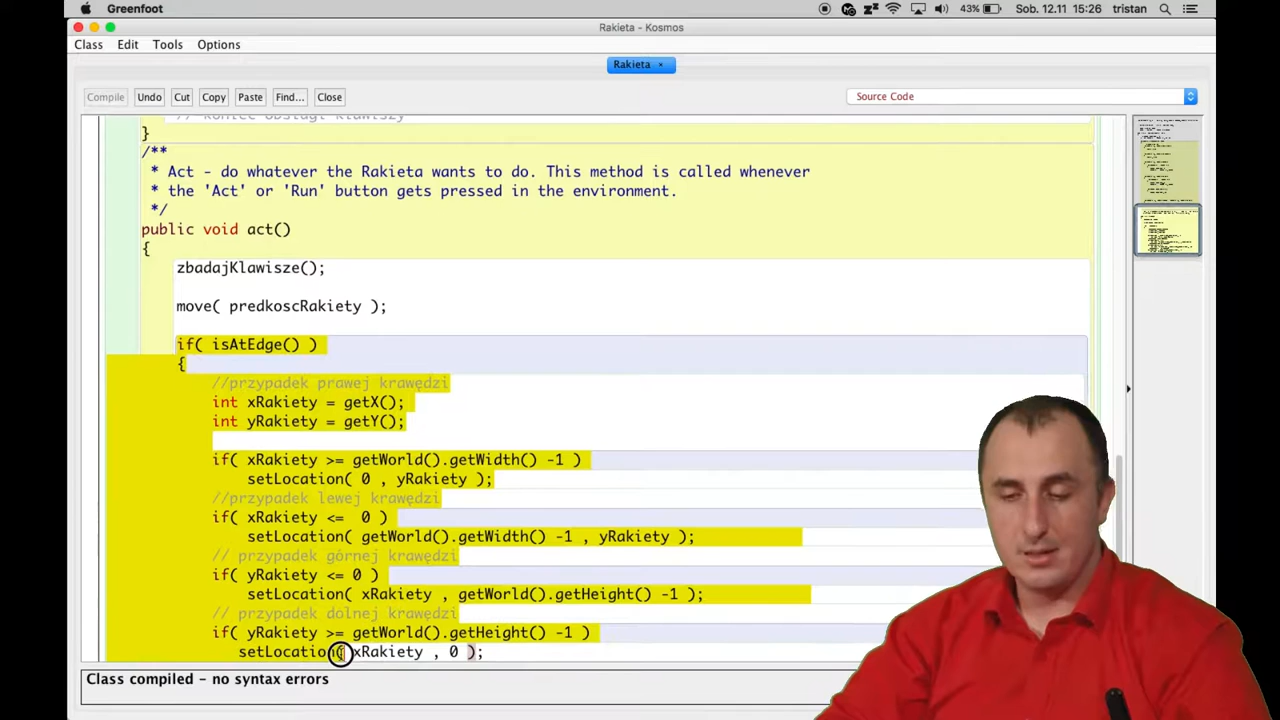 Greenfoot
43%
Sob. 12.11 15:26 tristan
Rakieta - Kosmos
Class Edit Tools Options
Rakieta ×
Compile Undo Cut Copy Paste Find... Close
Source Code
// koniec obsługi klawiszy
}
/**
* Act - do whatever the Rakieta wants to do. This method is called whenever
* the 'Act' or 'Run' button gets pressed in the environment.
*/
public void act()
{
zbadajKlawisze();
move( predkoscRakiety );
if( isAtEdge() )
{
//przypadek prawej krawędzi
int xRakiety = getX();
int yRakiety = getY();
if( xRakiety >= getWorld().getWidth() -1 )
setLocation( 0 , yRakiety );
//przypadek lewej krawędzi
if( xRakiety <=  0 )
setLocation( getWorld().getWidth() -1 , yRakiety );
// przypadek górnej krawędzi
if( yRakiety <= 0 )
setLocation( xRakiety , getWorld().getHeight() -1 );
// przypadek dolnej krawędzi
if( yRakiety >= getWorld().getHeight() -1 )
setLocation( xRakiety , 0 );
Class compiled - no syntax errors